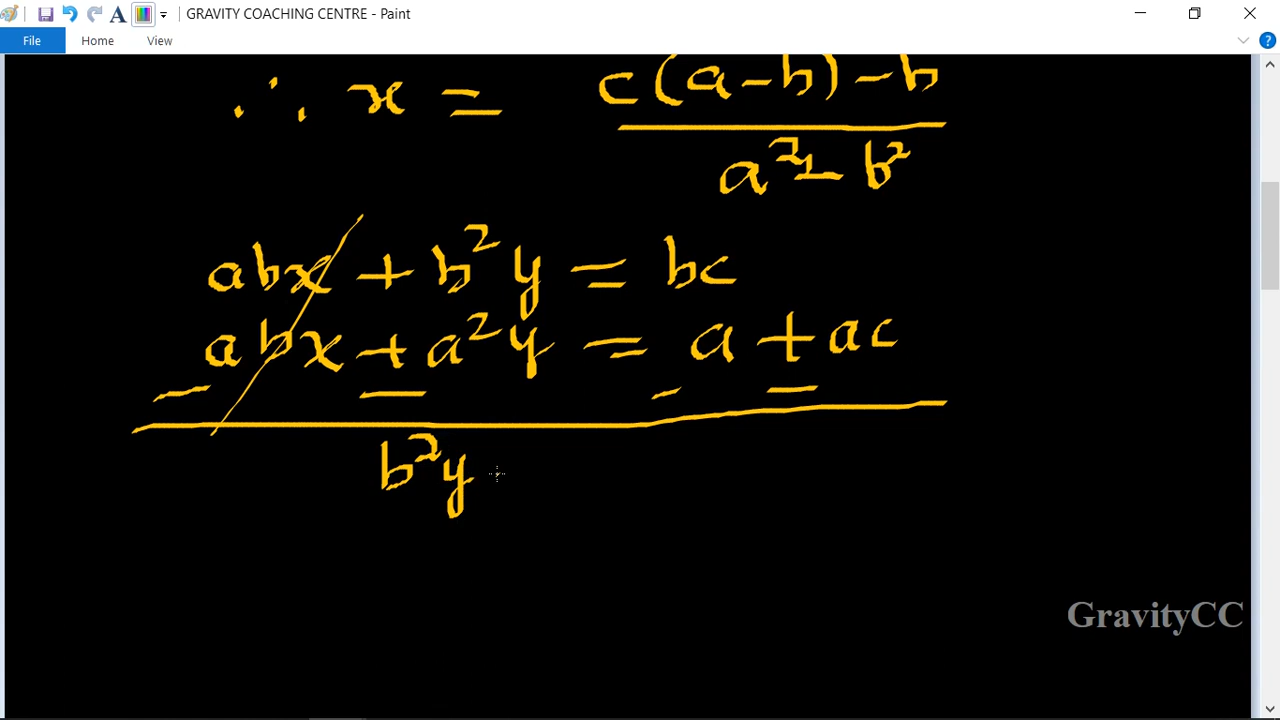 GRAVITY COACHING CENTRE - Paint
File Home View
∴ x = c(a-b)-b
a² - b²
abx + b²y = bc
abx + a²y = a + ac
- - - -
b²y
GravityCC